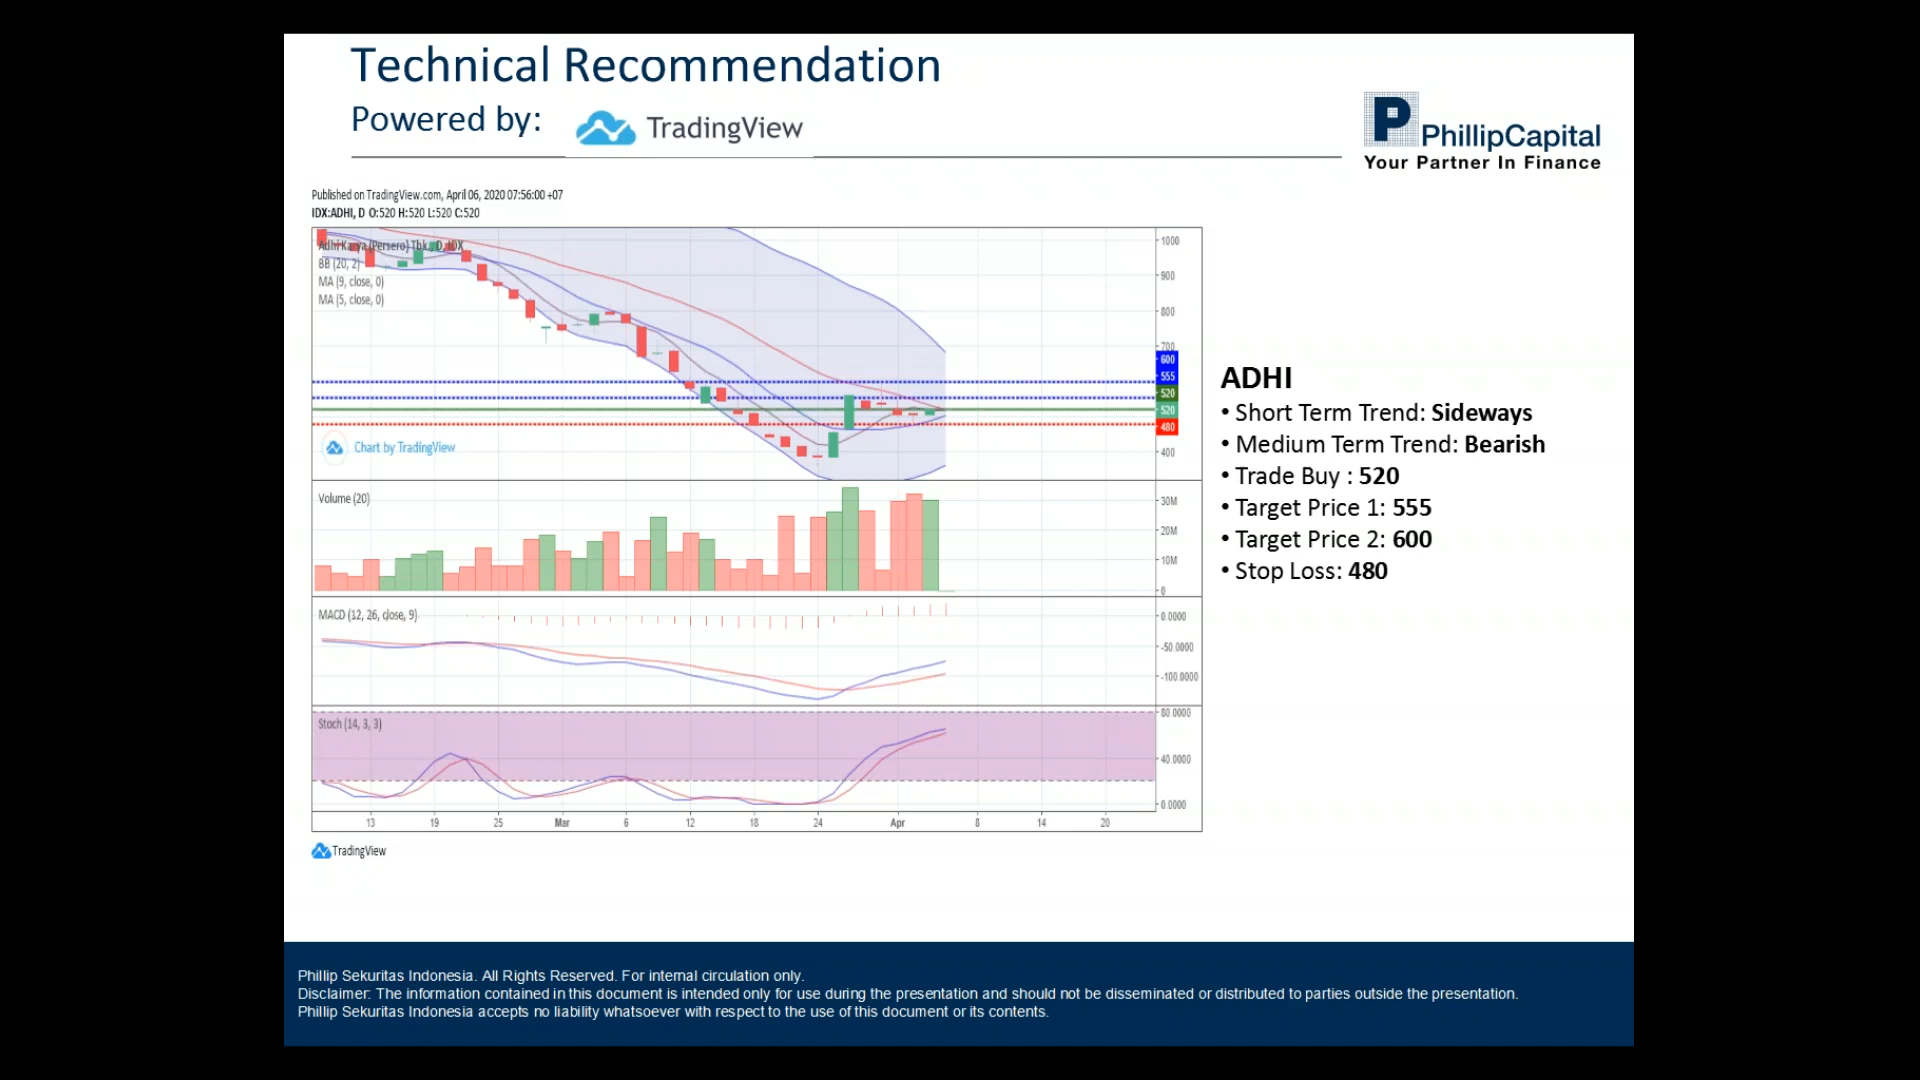 Technical Recommendation
Powered by:
TradingView
P
PhillipCapital
Your Partner In Finance
Published on TradingView.com, April 06, 2020 07:56:00 +07
IDX:ADHI, D O:520 H:520 L:520 C:520
Adhi Karya (Persero) Tbk., D, IDX
BB (20, 2)
MA (9, close, 0)
MA (5, close, 0)
1000
900
800
700
600
555
520
520
480
400
Chart by TradingView
Volume (20)
30M
20M
10M
0
MACD (12, 26, close, 9)
0.0000
-50.0000
-100.0000
Stoch (14, 3, 3)
80.0000
40.0000
0.0000
13 19 25 Mar 6 12 18 24 Apr 8 14 20
TradingView
ADHI
• Short Term Trend: Sideways
• Medium Term Trend: Bearish
• Trade Buy : 520
• Target Price 1: 555
• Target Price 2: 600
• Stop Loss: 480
Phillip Sekuritas Indonesia. All Rights Reserved. For internal circulation only.
Disclaimer: The information contained in this document is intended only for use during the presentation and should not be disseminated or distributed to parties outside the presentation.
Phillip Sekuritas Indonesia accepts no liability whatsoever with respect to the use of this document or its contents.